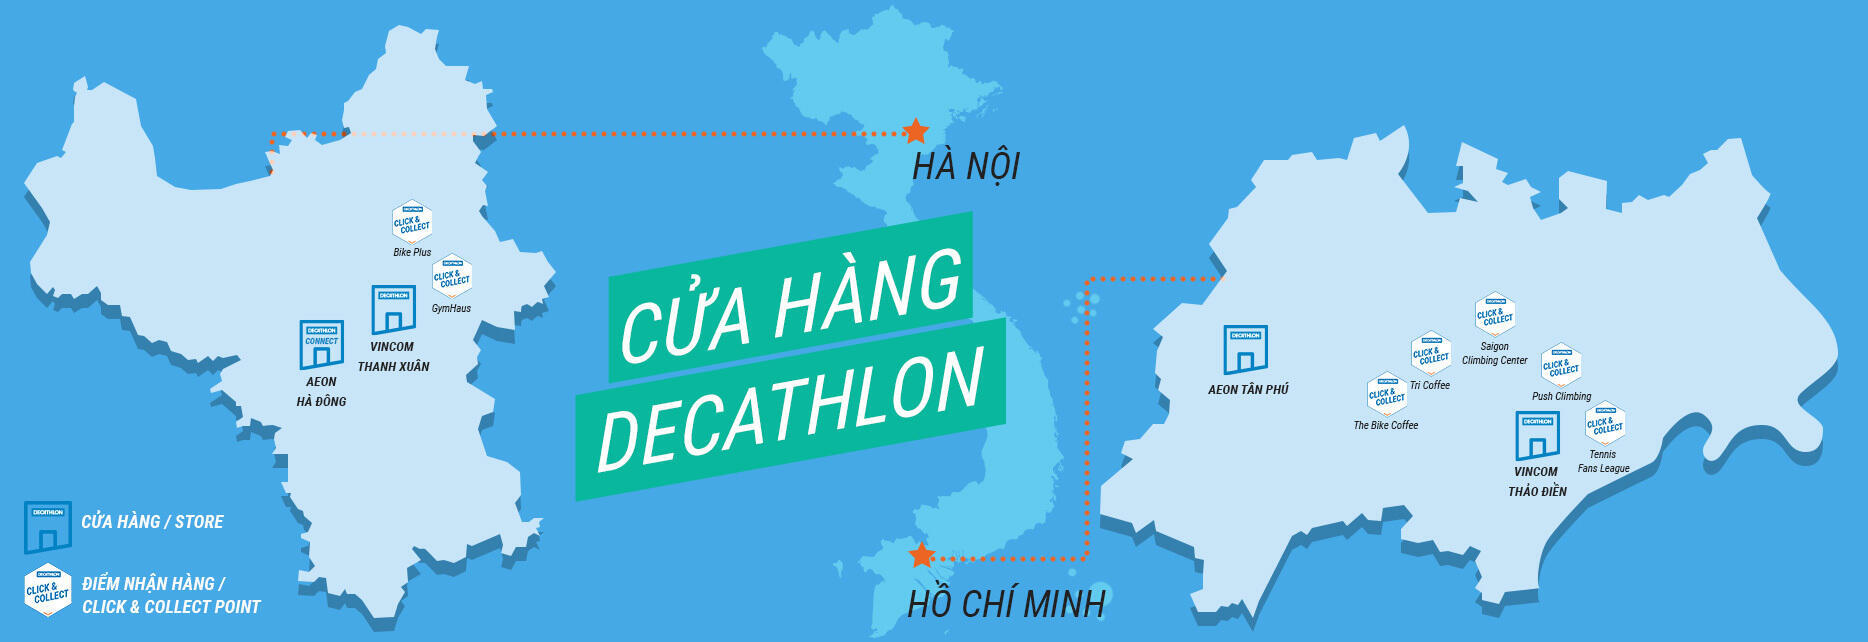 HÀ NỘI
CỬA HÀNG
DECATHLON
HỒ CHÍ MINH
DECATHLON
CLICK &
COLLECT
Bike Plus
DECATHLON
CLICK &
COLLECT
GymHaus
DECATHLON
VINCOM
THANH XUÂN
DECATHLON
CONNECT
AEON
HÀ ĐÔNG
DECATHLON
CỬA HÀNG / STORE
DECATHLON
CLICK &
COLLECT
ĐIỂM NHẬN HÀNG /
CLICK & COLLECT POINT
DECATHLON
AEON TÂN PHÚ
DECATHLON
CLICK &
COLLECT
Saigon
Climbing Center
DECATHLON
CLICK &
COLLECT
Tri Coffee
DECATHLON
CLICK &
COLLECT
The Bike Coffee
DECATHLON
CLICK &
COLLECT
Push Climbing
DECATHLON
CLICK &
COLLECT
Tennis
Fans League
DECATHLON
VINCOM
THẢO ĐIỀN